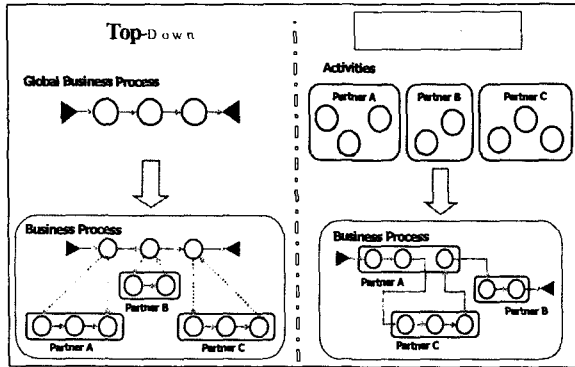 Top-Down
Global Business Process
Business Process
Partner B
Partner A
Partner C
Activities
Partner A
Partner B
Partner C
Business Process
Partner A
Partner B
Partner C